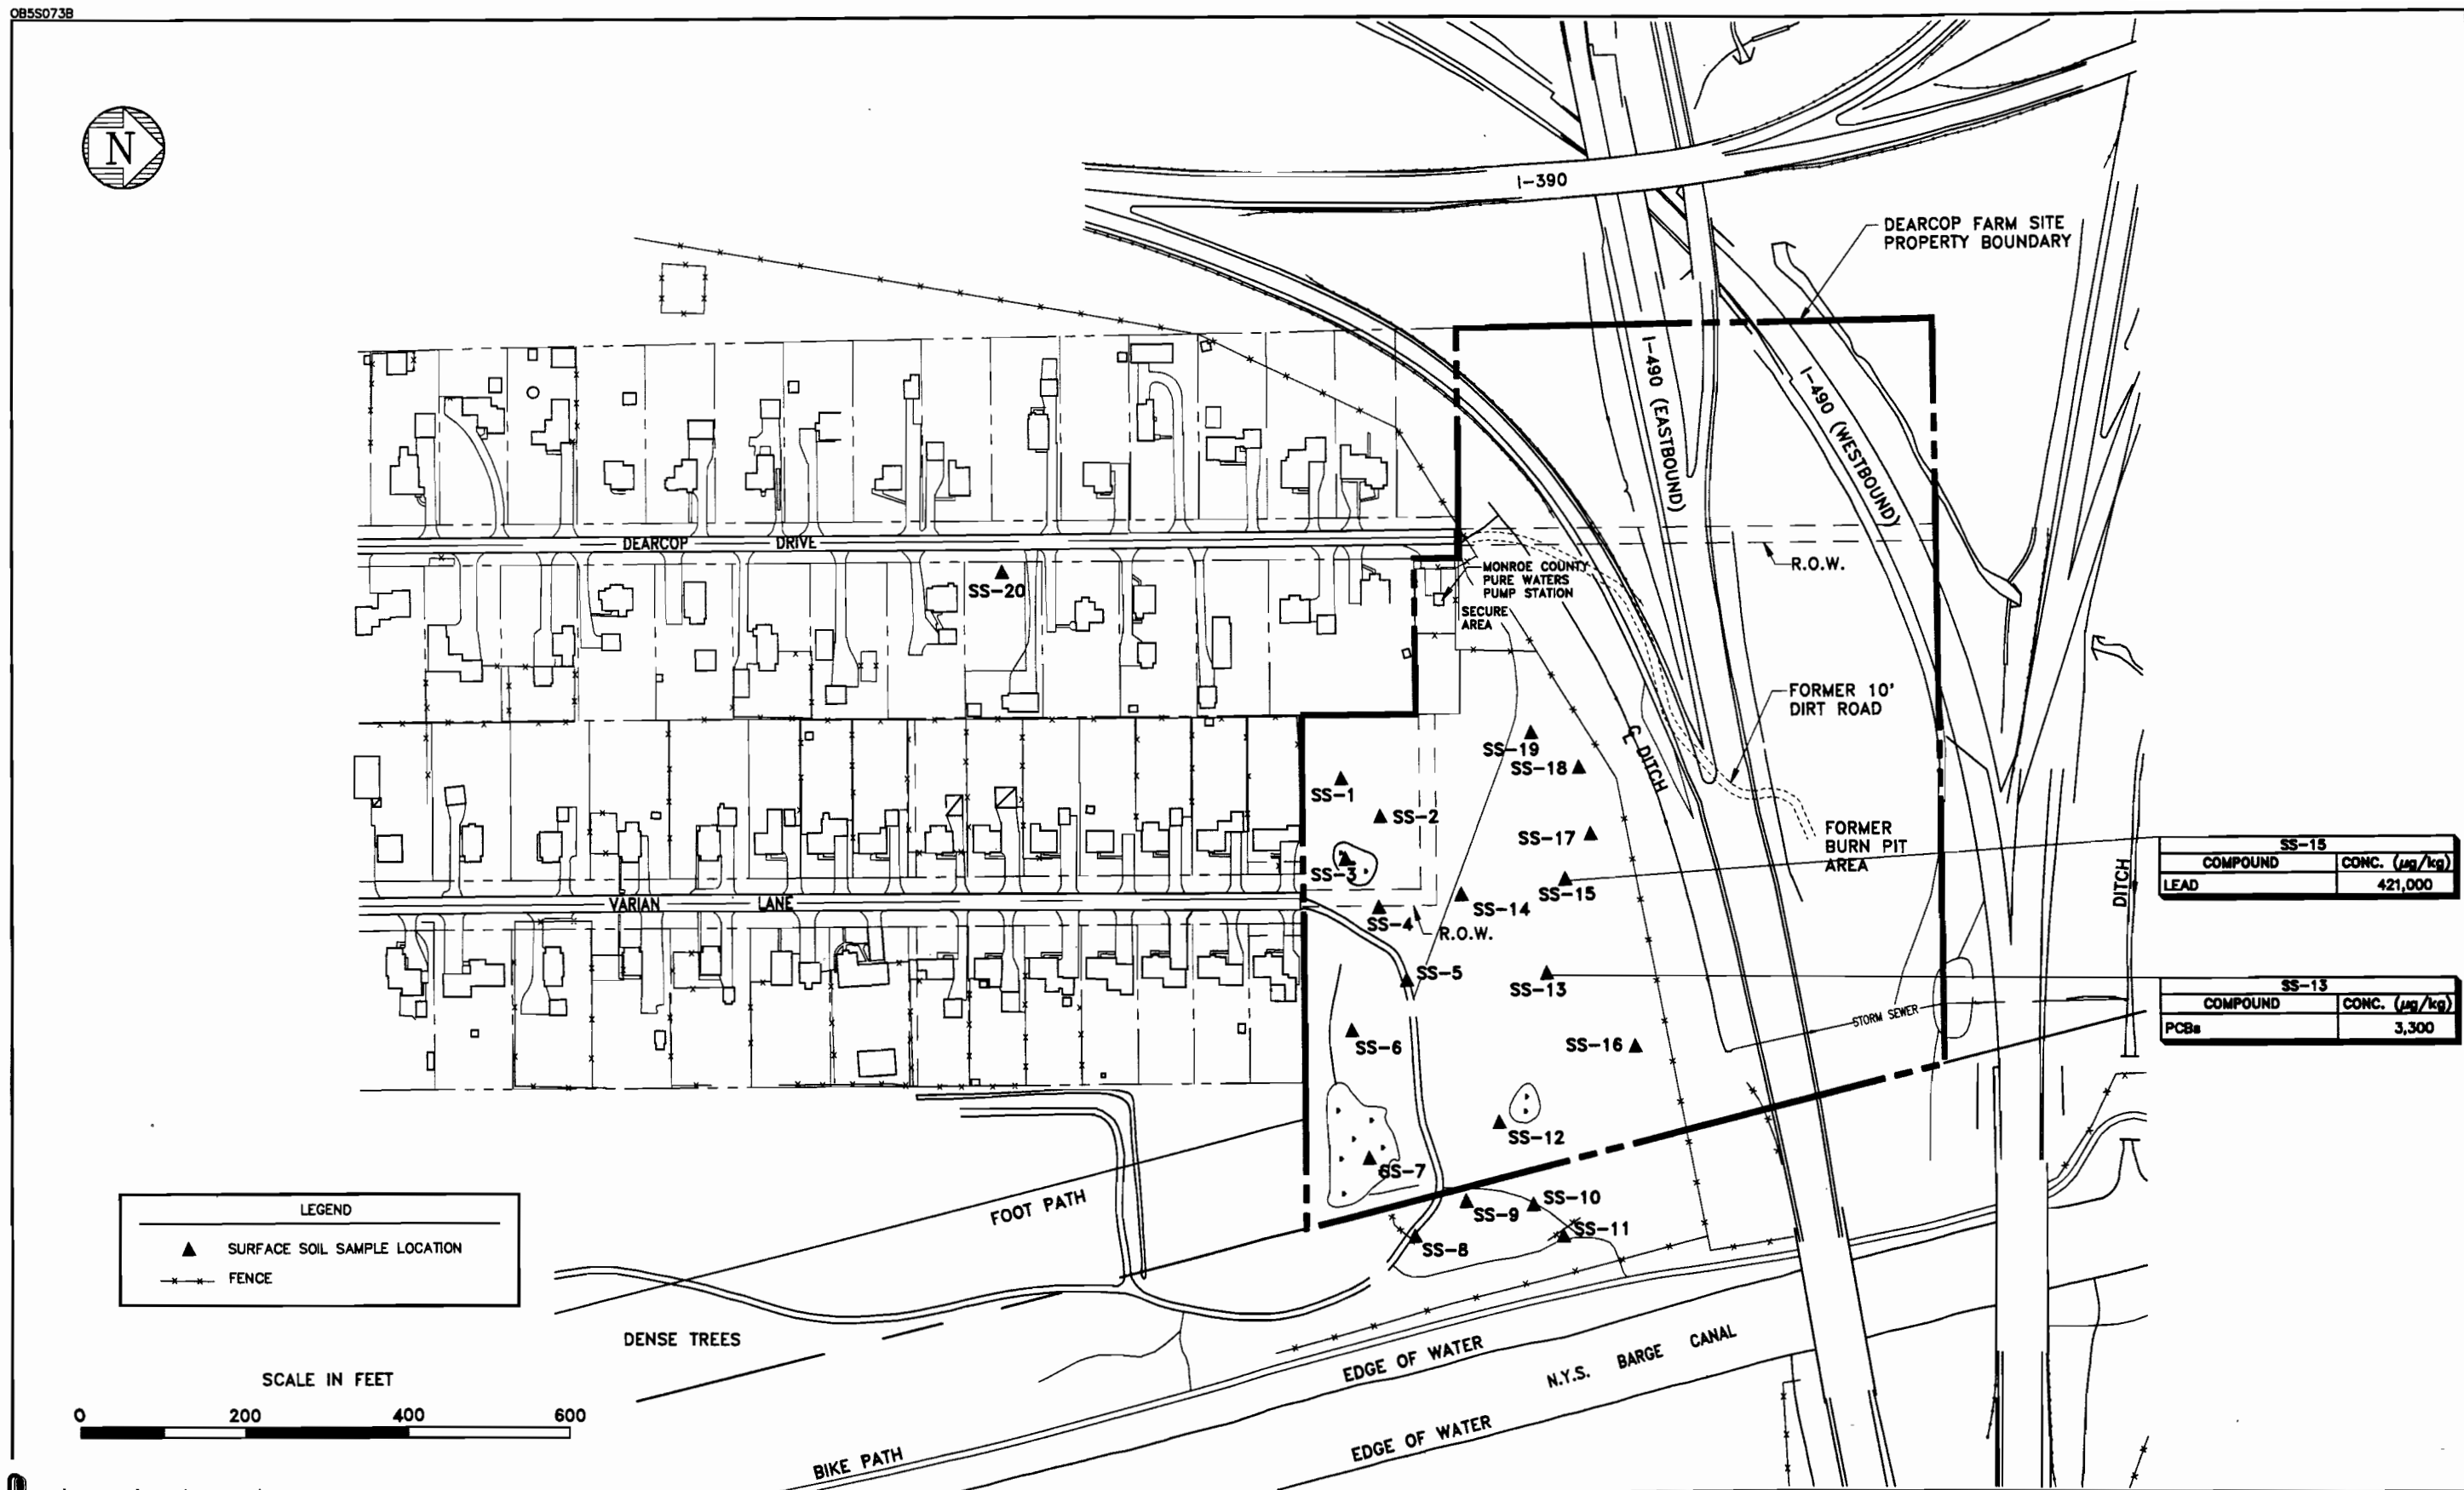 OB5S073B
N
I-390
DEARCOP FARM SITE
PROPERTY BOUNDARY
I-490 (EASTBOUND)
I-490 (WESTBOUND)
DEARCOP DRIVE
R.O.W.
SS-20
MONROE COUNTY
PURE WATERS
PUMP STATION
SECURE
AREA
FORMER 10'
DIRT ROAD
SS-19
SS-18
℄ DITCH
SS-1
SS-2
SS-17
FORMER
BURN PIT
AREA
SS-3
SS-15
SS-14
SS-4
R.O.W.
VARIAN LANE
DITCH
SS-15
COMPOUND CONC. (µg/kg)
LEAD 421,000
SS-5
SS-13
SS-13
COMPOUND CONC. (µg/kg)
PCBs 3,300
STORM SEWER
SS-6
SS-16
SS-12
SS-7
SS-10
SS-9
SS-11
SS-8
FOOT PATH
LEGEND
SURFACE SOIL SAMPLE LOCATION
FENCE
DENSE TREES
EDGE OF WATER
N.Y.S. BARGE CANAL
EDGE OF WATER
BIKE PATH
SCALE IN FEET
0 200 400 600